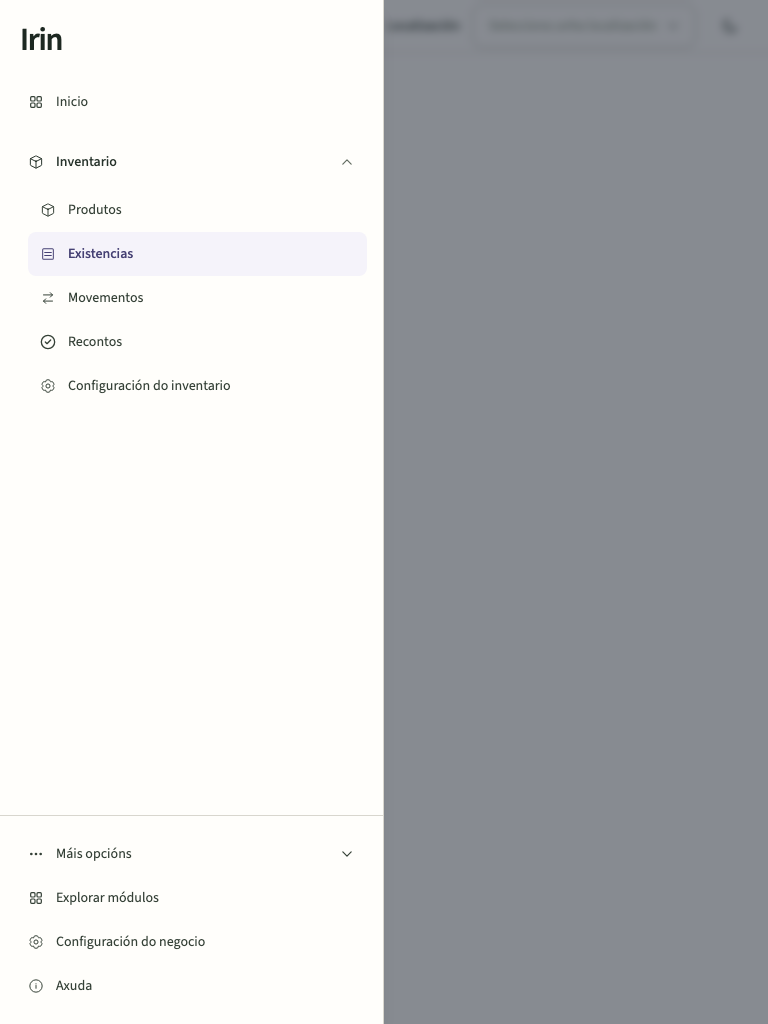 Irin
Inicio
Inventario
Produtos
Existencias
Movementos
Recontos
Configuración do inventario
Máis opcións
Explorar módulos
Configuración do negocio
Axuda